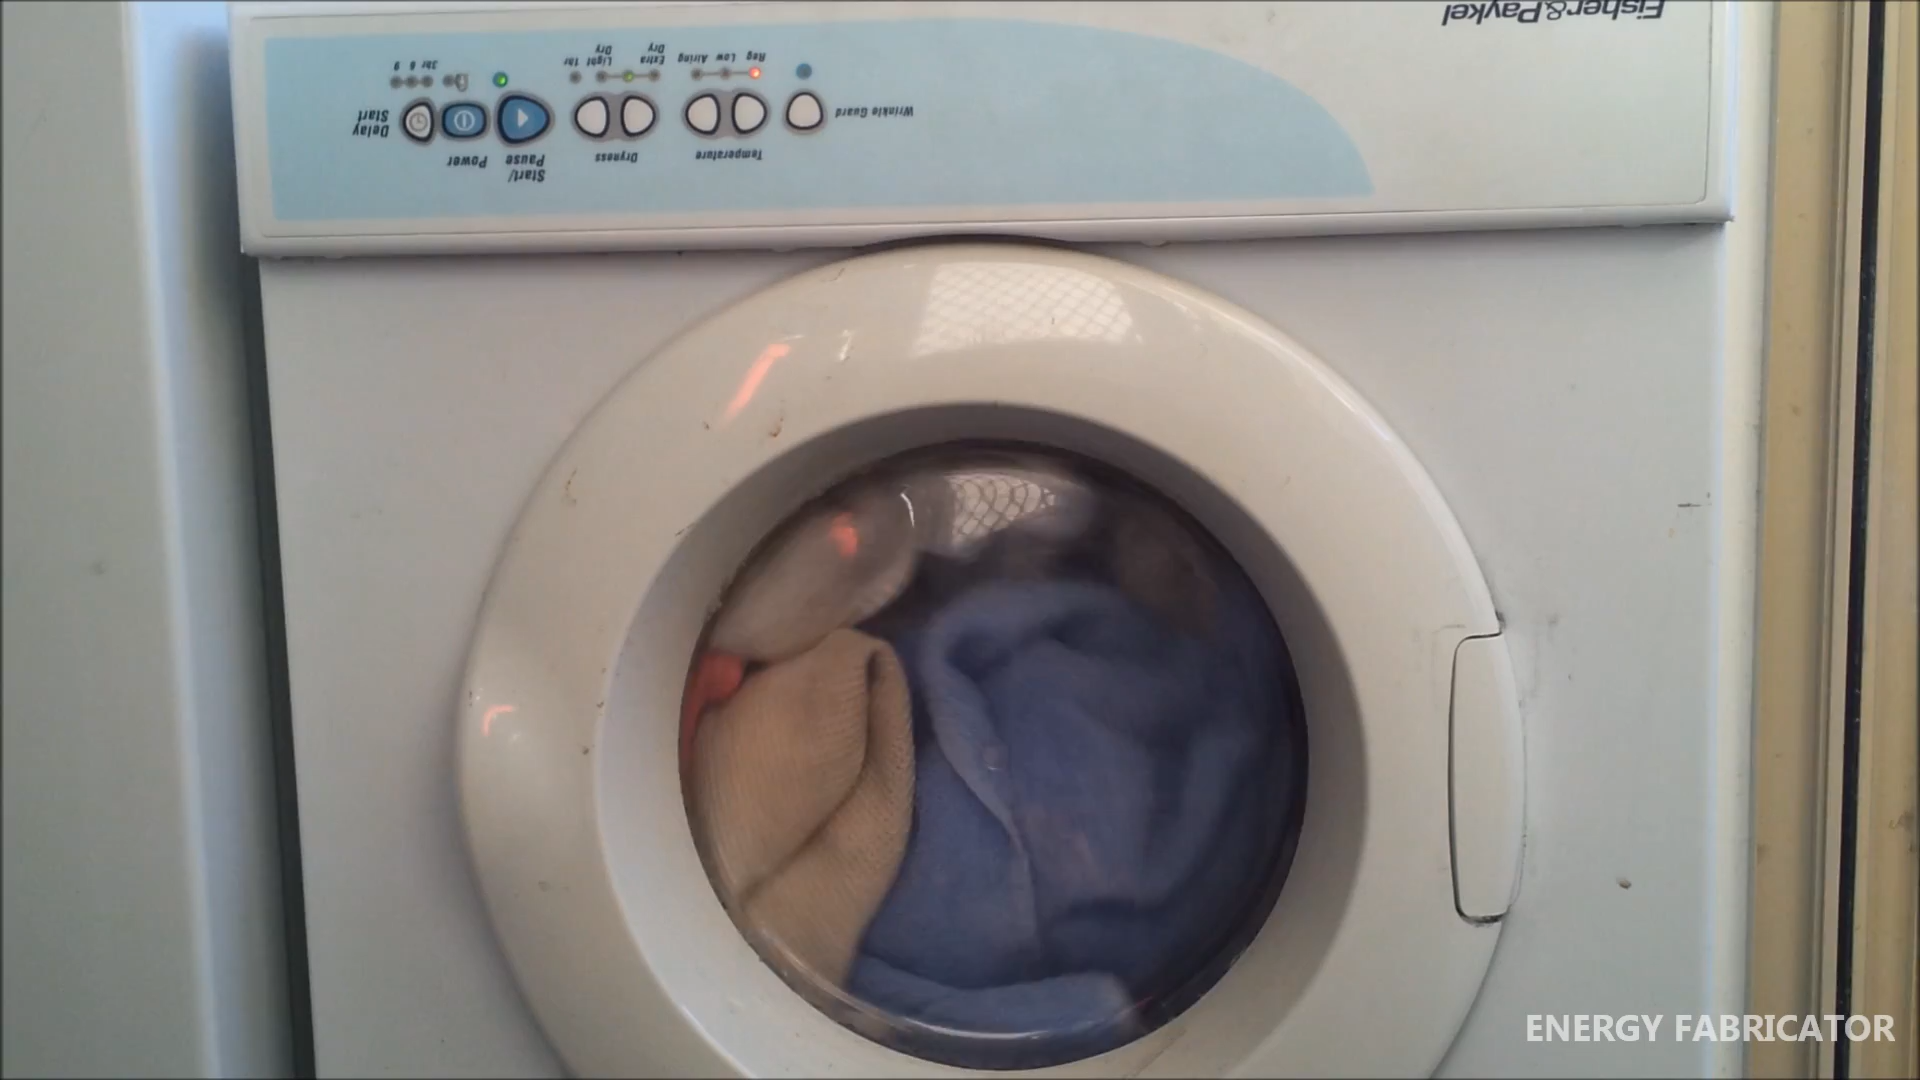 Fisher&Paykel
Wrinkle Guard
Temperature
Reg Low Airing
Dryness
Extra Dry
Light Dry
1hr
Start/
Pause
Power
Delay
Start
3hr 6 9
ENERGY FABRICATOR